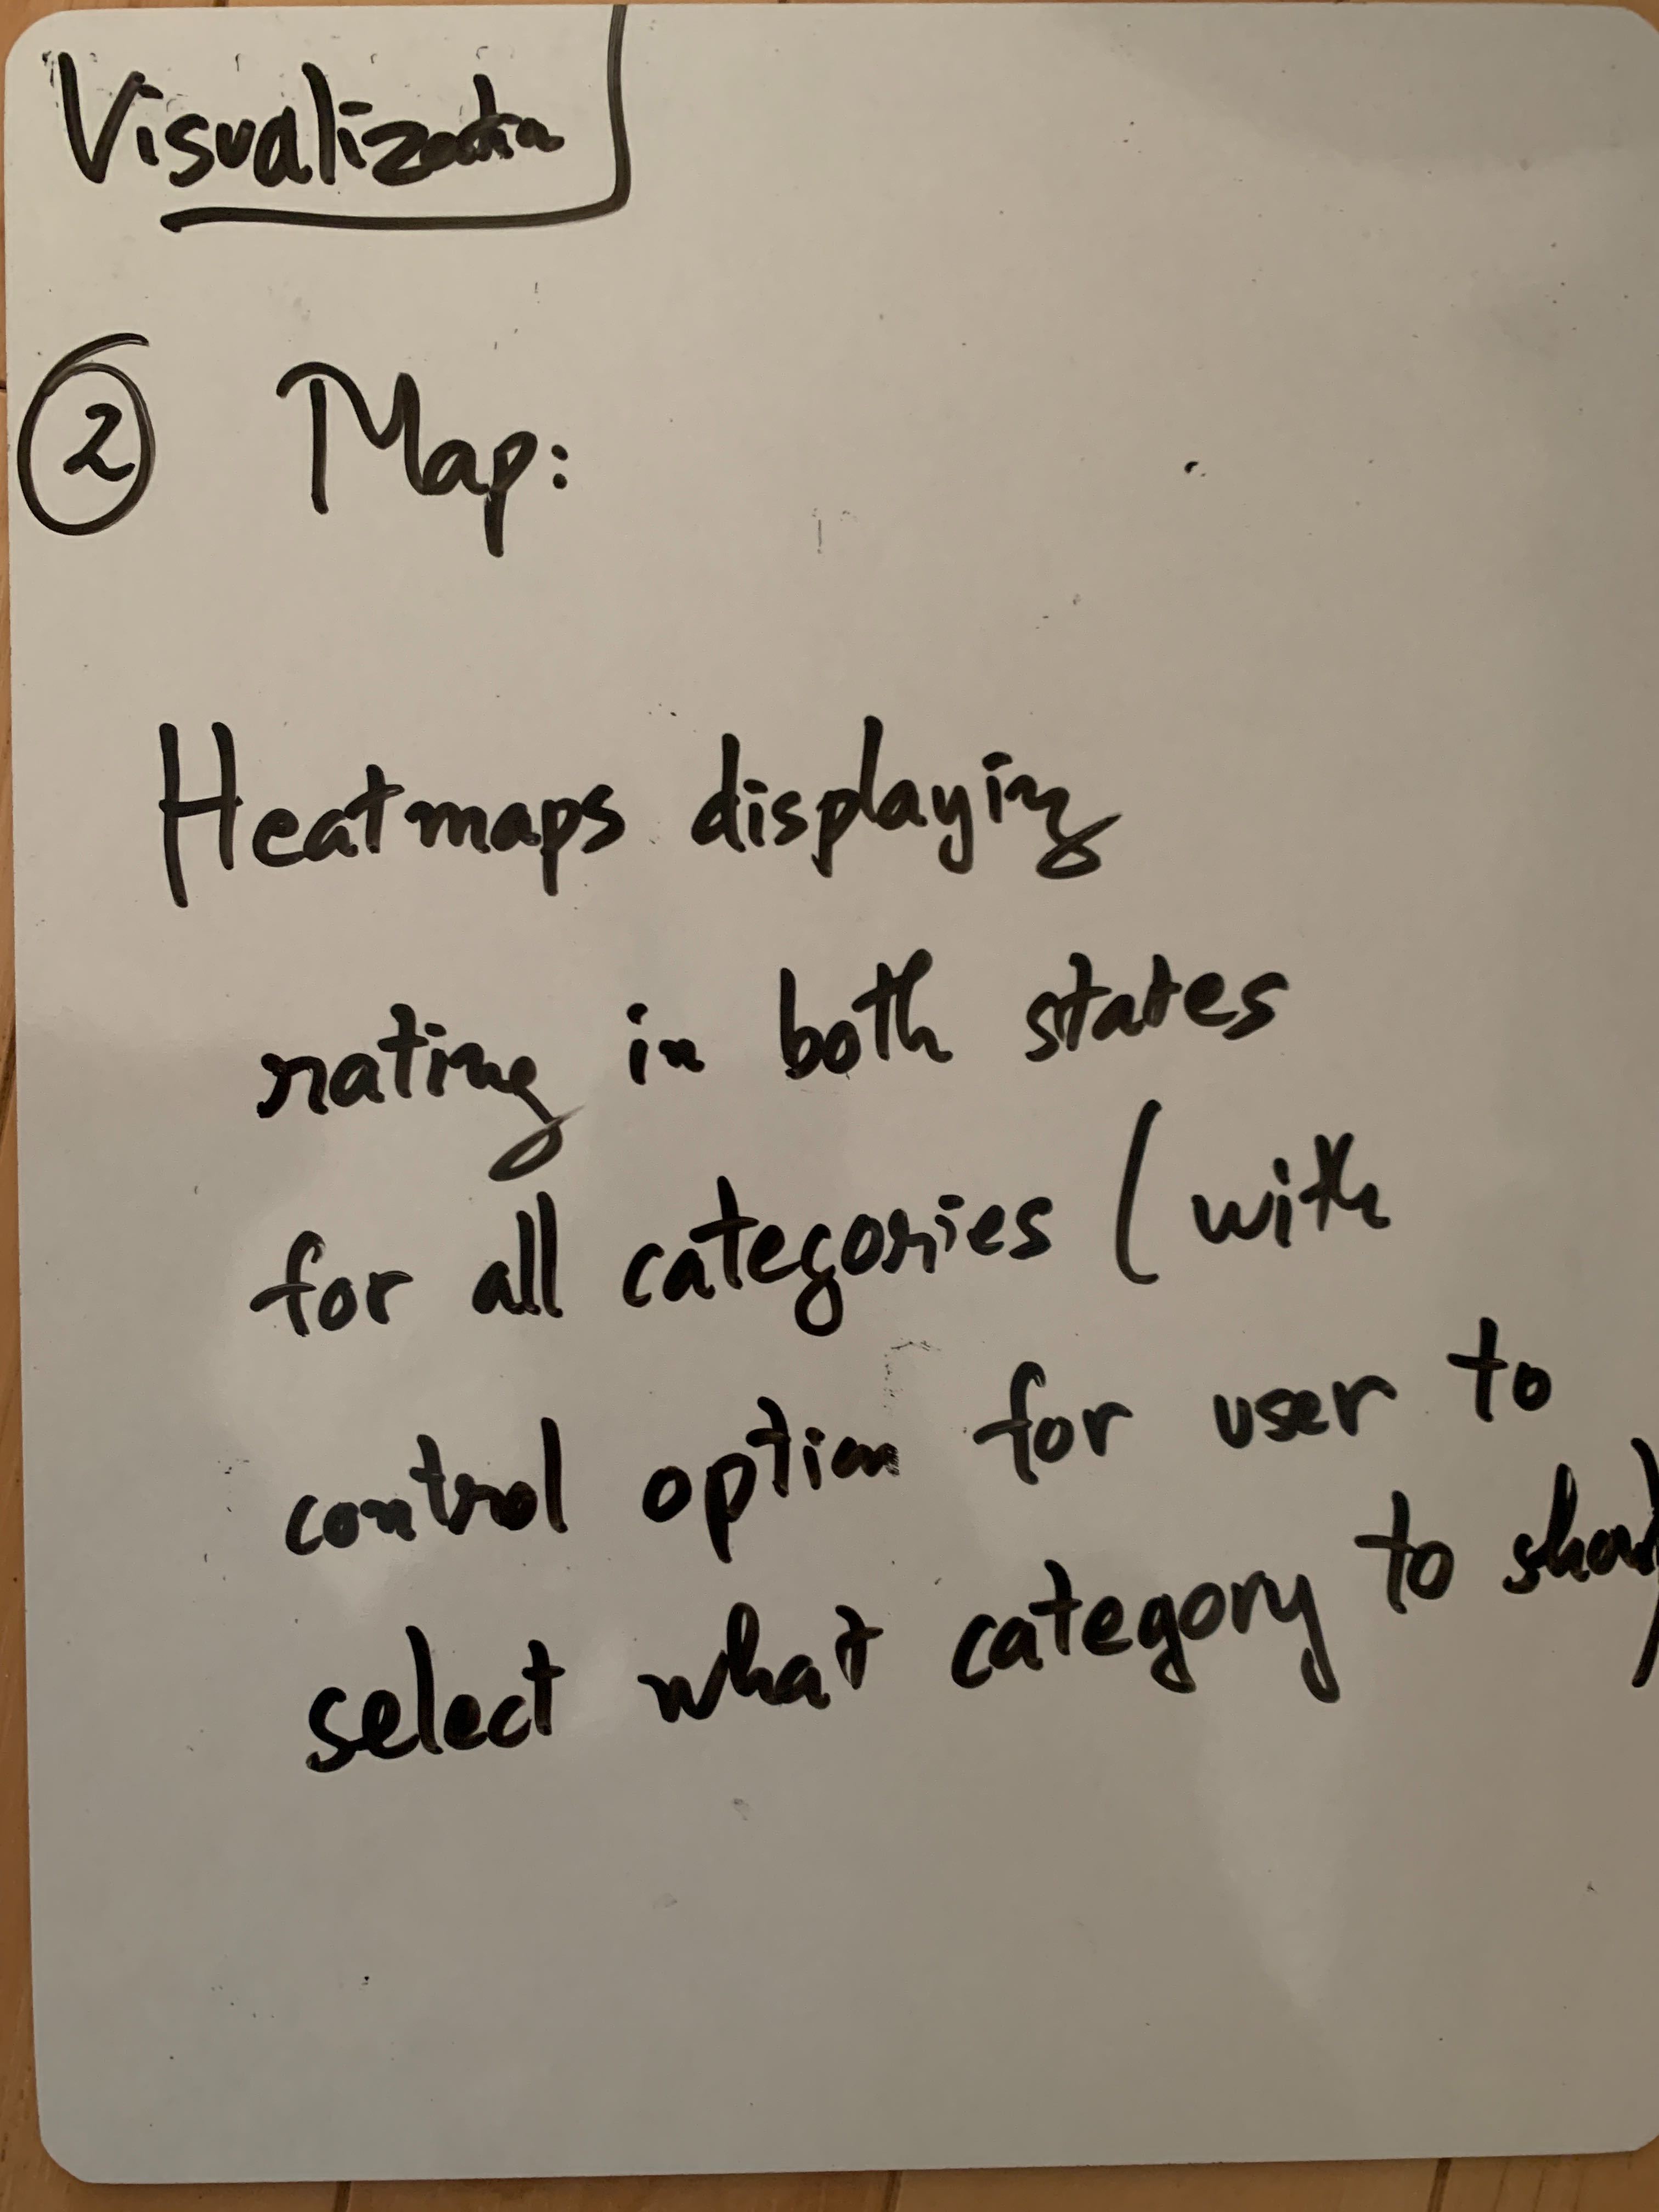 Visualization
2 Map:
Heatmaps displaying
rating in both states
for all categories (with
control option for user to
select what category to show)